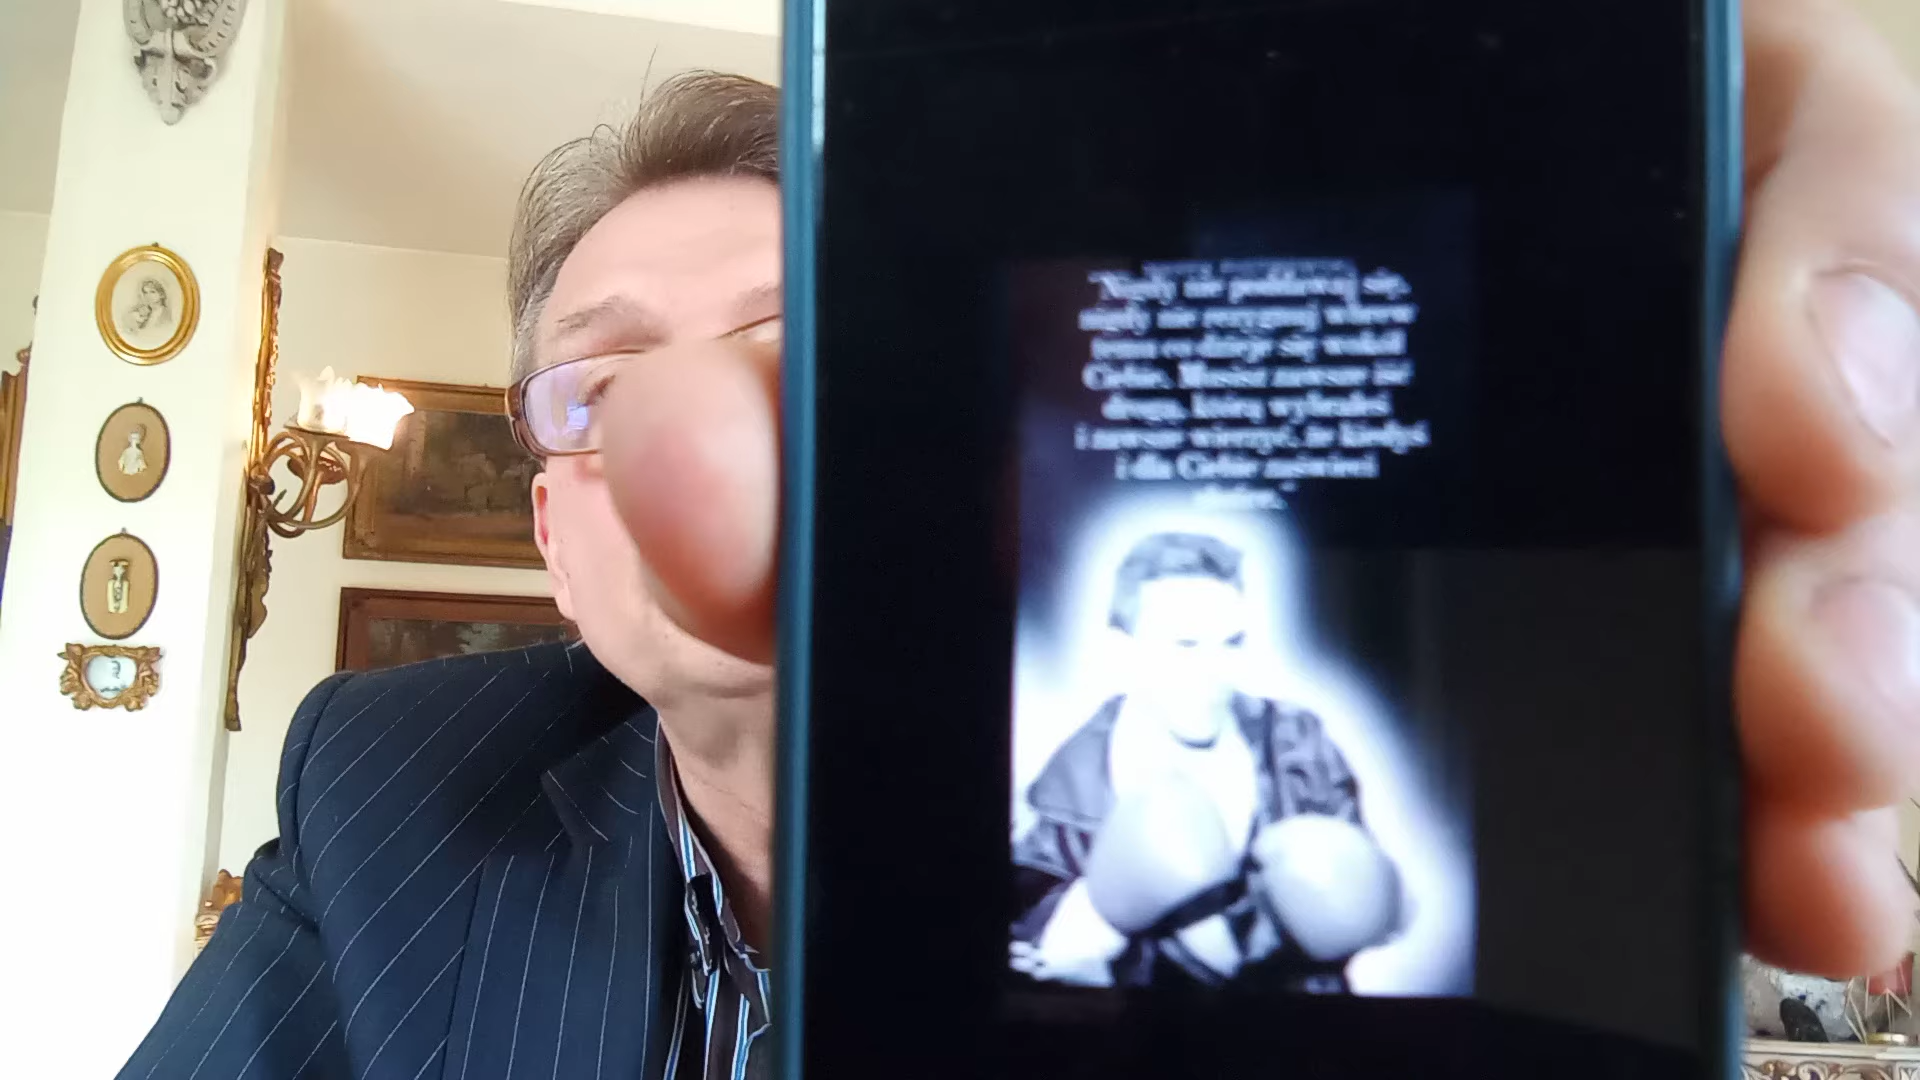 "Nigdy nie poddawaj się,
nigdy nie rezygnuj wbrew
temu co dzieje się wokół
Ciebie. Musisz zawsze iść
drogą, którą wybrałeś
i zawsze wierzyć, że kiedyś
i dla Ciebie zaświeci
słońce."